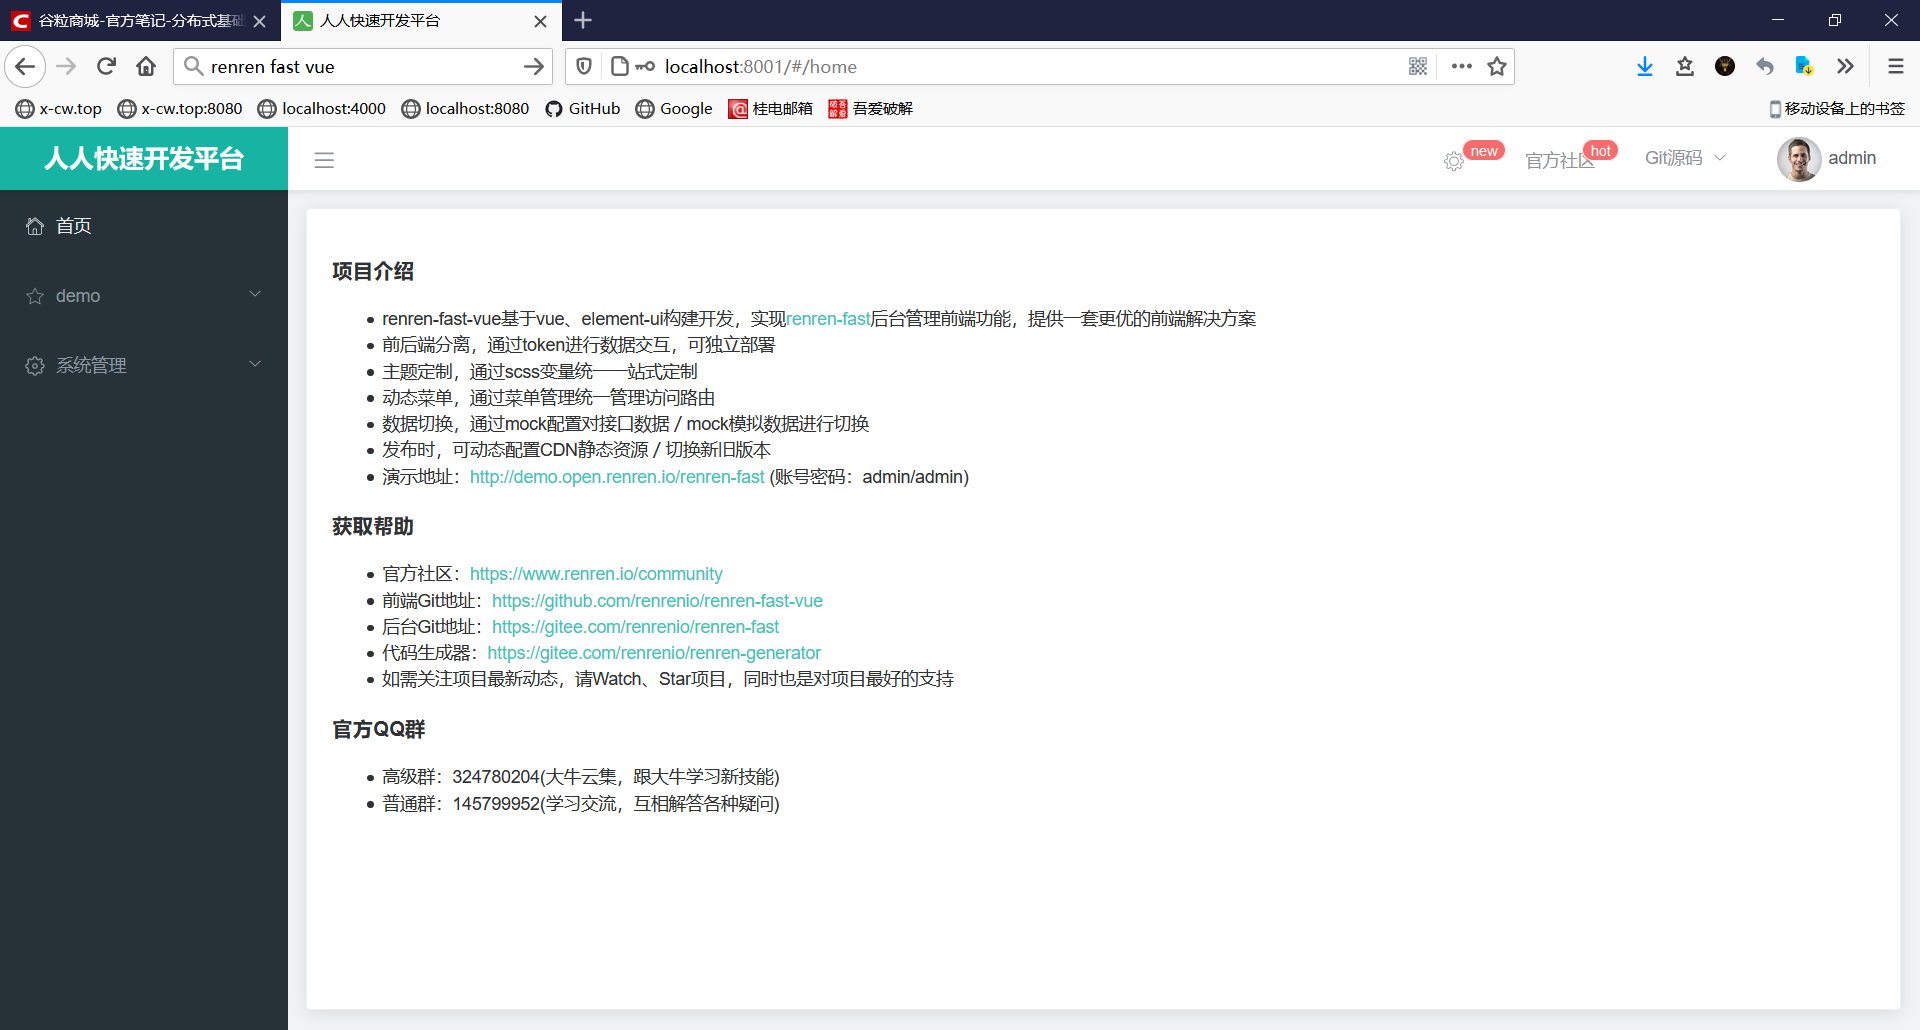 谷粒商城-官方笔记-分布式基础
人人快速开发平台
renren fast vue
localhost:8001/#/home
x-cw.top
x-cw.top:8080
localhost:4000
localhost:8080
GitHub
Google
桂电邮箱
吾爱破解
移动设备上的书签
人人快速开发平台
new
官方社区
hot
Git源码
admin
首页
demo
系统管理
项目介绍
renren-fast-vue基于vue、element-ui构建开发，实现renren-fast后台管理前端功能，提供一套更优的前端解决方案
前后端分离，通过token进行数据交互，可独立部署
主题定制，通过scss变量统一一站式定制
动态菜单，通过菜单管理统一管理访问路由
数据切换，通过mock配置对接口数据／mock模拟数据进行切换
发布时，可动态配置CDN静态资源／切换新旧版本
演示地址：http://demo.open.renren.io/renren-fast (账号密码：admin/admin)
获取帮助
官方社区：https://www.renren.io/community
前端Git地址：https://github.com/renrenio/renren-fast-vue
后台Git地址：https://gitee.com/renrenio/renren-fast
代码生成器：https://gitee.com/renrenio/renren-generator
如需关注项目最新动态，请Watch、Star项目，同时也是对项目最好的支持
官方QQ群
高级群：324780204(大牛云集，跟大牛学习新技能)
普通群：145799952(学习交流，互相解答各种疑问)